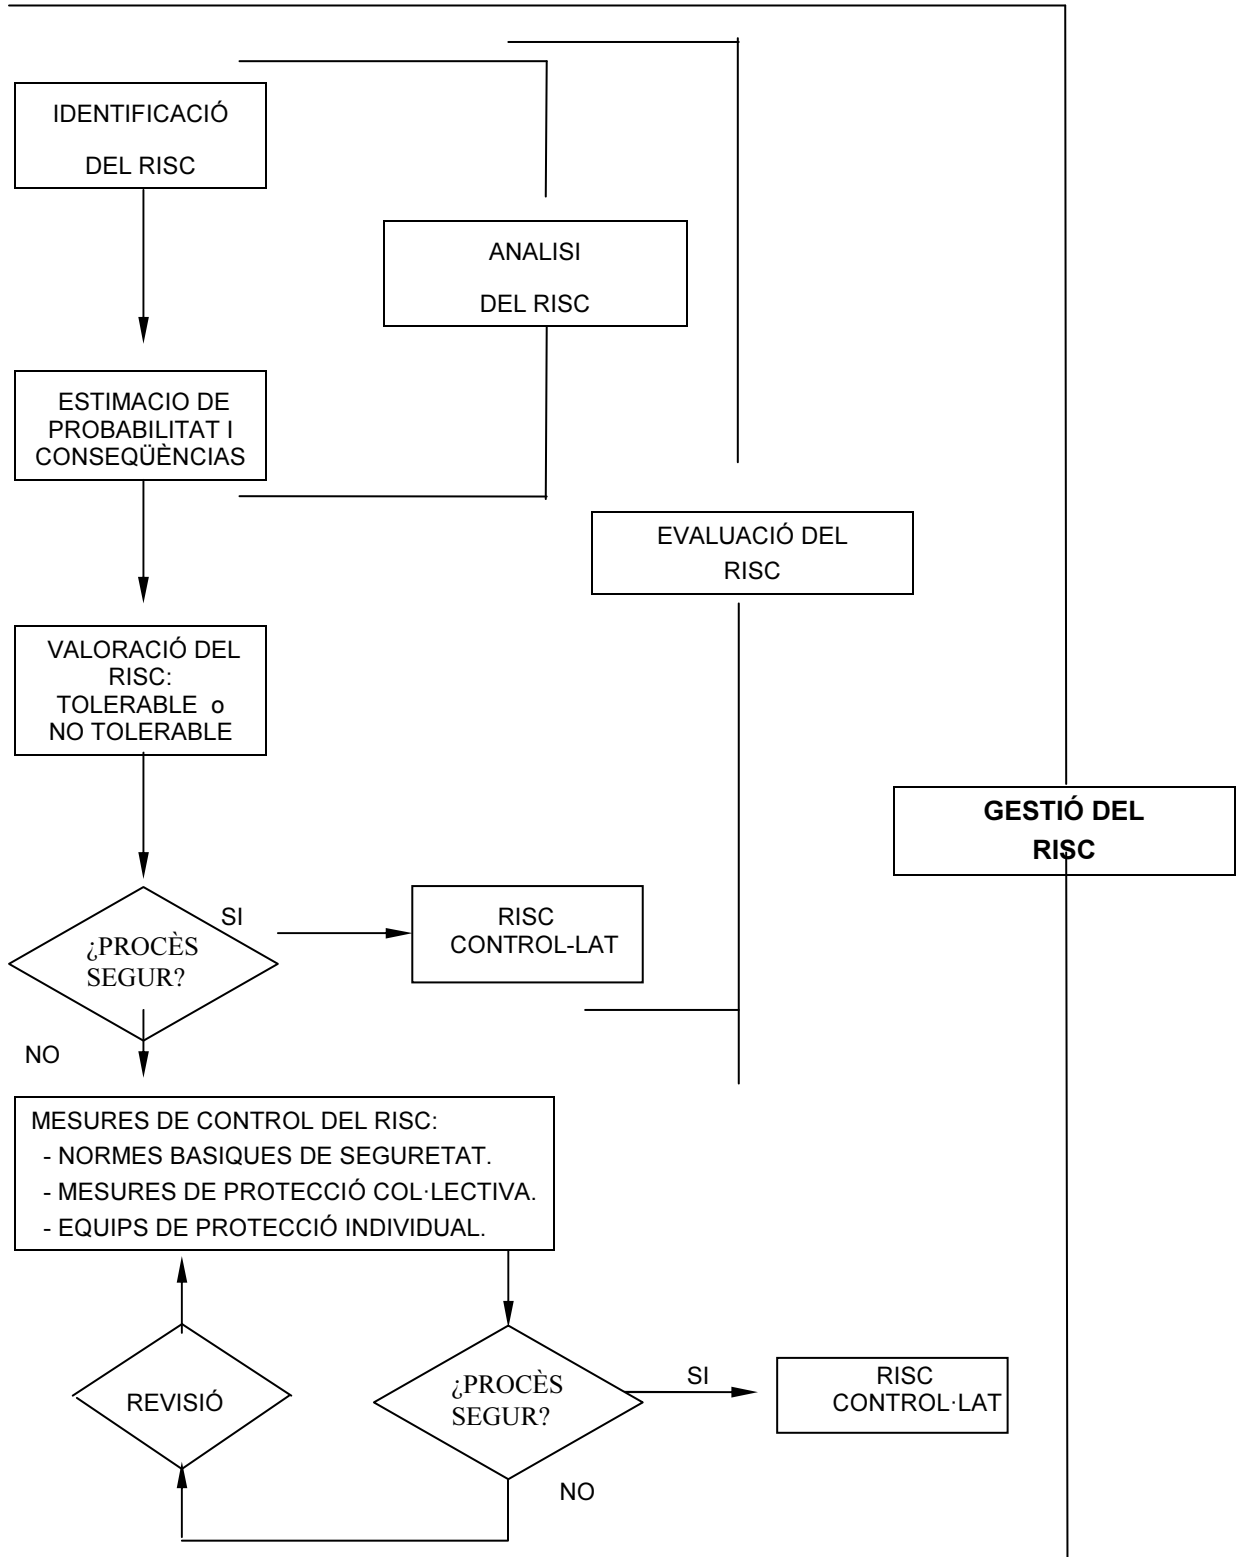 IDENTIFICACIÓ
DEL RISC
ANALISI
DEL RISC
ESTIMACIO DE
PROBABILITAT I
CONSEQÜÈNCIAS
EVALUACIÓ DEL
RISC
VALORACIÓ DEL
RISC:
TOLERABLE o
NO TOLERABLE
GESTIÓ DEL
RISC
SI
¿PROCÈS
SEGUR?
RISC
CONTROL-LAT
NO
MESURES DE CONTROL DEL RISC:
- NORMES BASIQUES DE SEGURETAT.
- MESURES DE PROTECCIÓ COL·LECTIVA.
- EQUIPS DE PROTECCIÓ INDIVIDUAL.
REVISIÓ
¿PROCÈS
SEGUR?
SI
RISC
CONTROL·LAT
NO